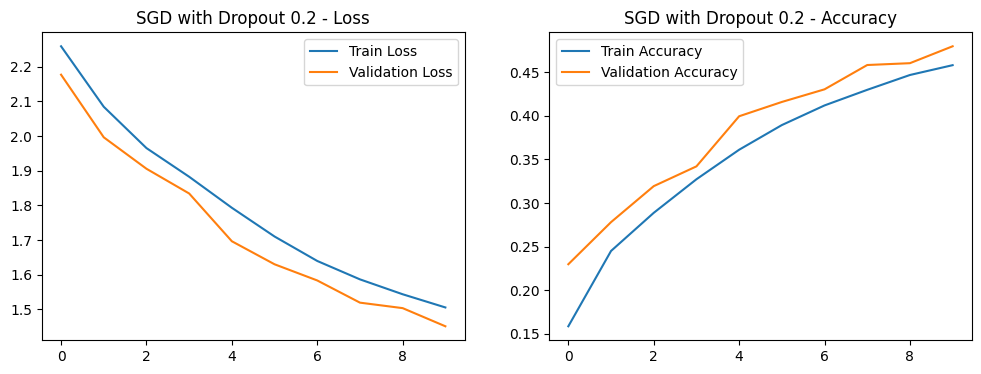 SGD with Dropout 0.2 - Loss
Train Loss
Validation Loss
2.2
2.1
2.0
1.9
1.8
1.7
1.6
1.5
0 2 4 6 8
SGD with Dropout 0.2 - Accuracy
Train Accuracy
Validation Accuracy
0.45
0.40
0.35
0.30
0.25
0.20
0.15
0 2 4 6 8